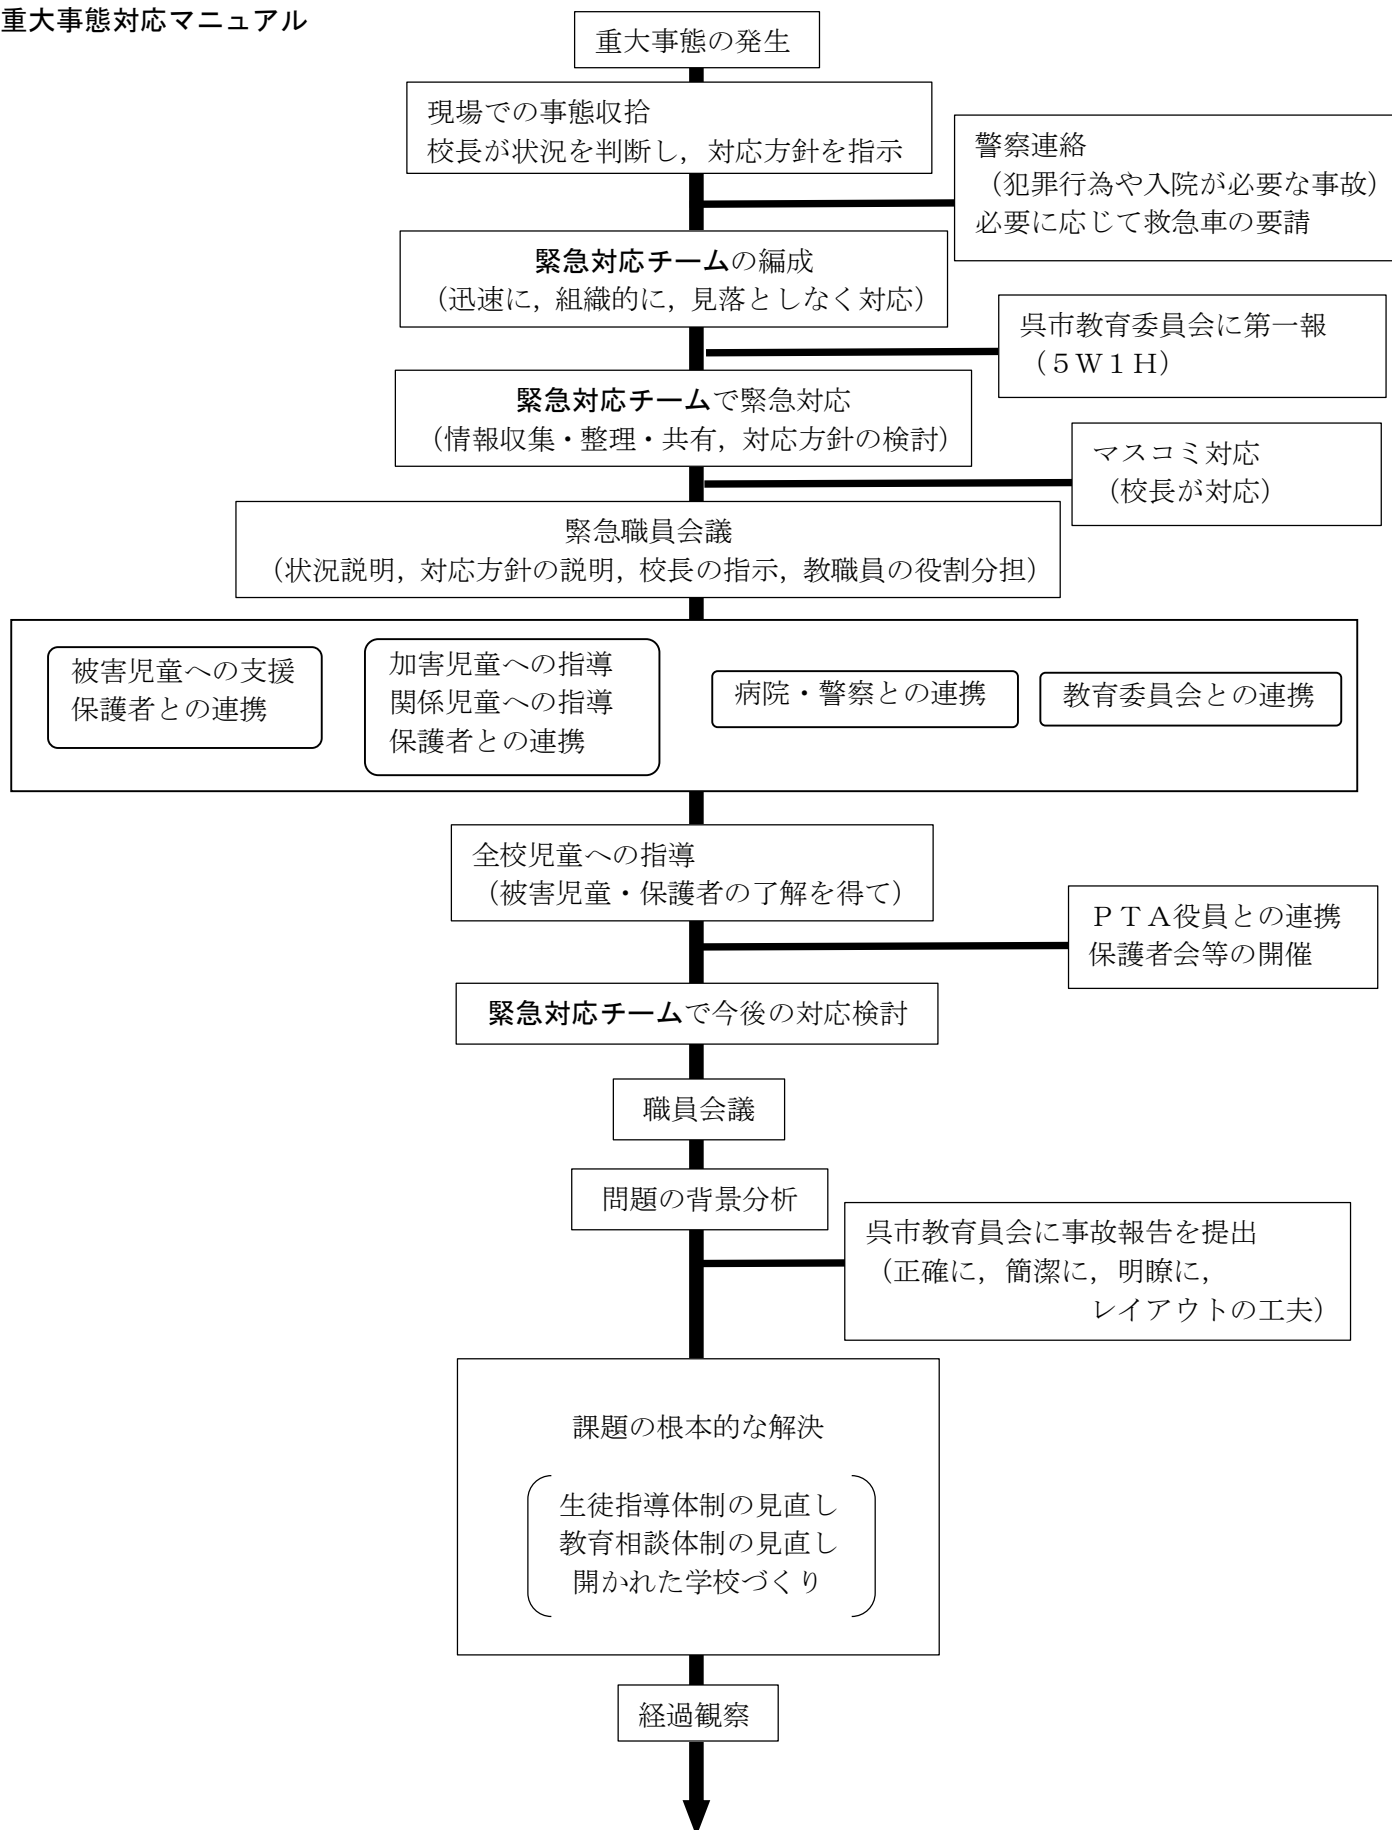 重大事態対応マニュアル
重大事態の発生
現場での事態収拾
校長が状況を判断し，対応方針を指示
警察連絡
（犯罪行為や入院が必要な事故）
必要に応じて救急車の要請
緊急対応チームの編成
（迅速に，組織的に，見落としなく対応）
呉市教育委員会に第一報
（５Ｗ１Ｈ）
緊急対応チームで緊急対応
（情報収集・整理・共有，対応方針の検討）
マスコミ対応
（校長が対応）
緊急職員会議
（状況説明，対応方針の説明，校長の指示，教職員の役割分担）
被害児童への支援
保護者との連携
加害児童への指導
関係児童への指導
保護者との連携
病院・警察との連携
教育委員会との連携
全校児童への指導
（被害児童・保護者の了解を得て）
ＰＴＡ役員との連携
保護者会等の開催
緊急対応チームで今後の対応検討
職員会議
問題の背景分析
呉市教育員会に事故報告を提出
（正確に，簡潔に，明瞭に，
レイアウトの工夫）
課題の根本的な解決
生徒指導体制の見直し
教育相談体制の見直し
開かれた学校づくり
経過観察